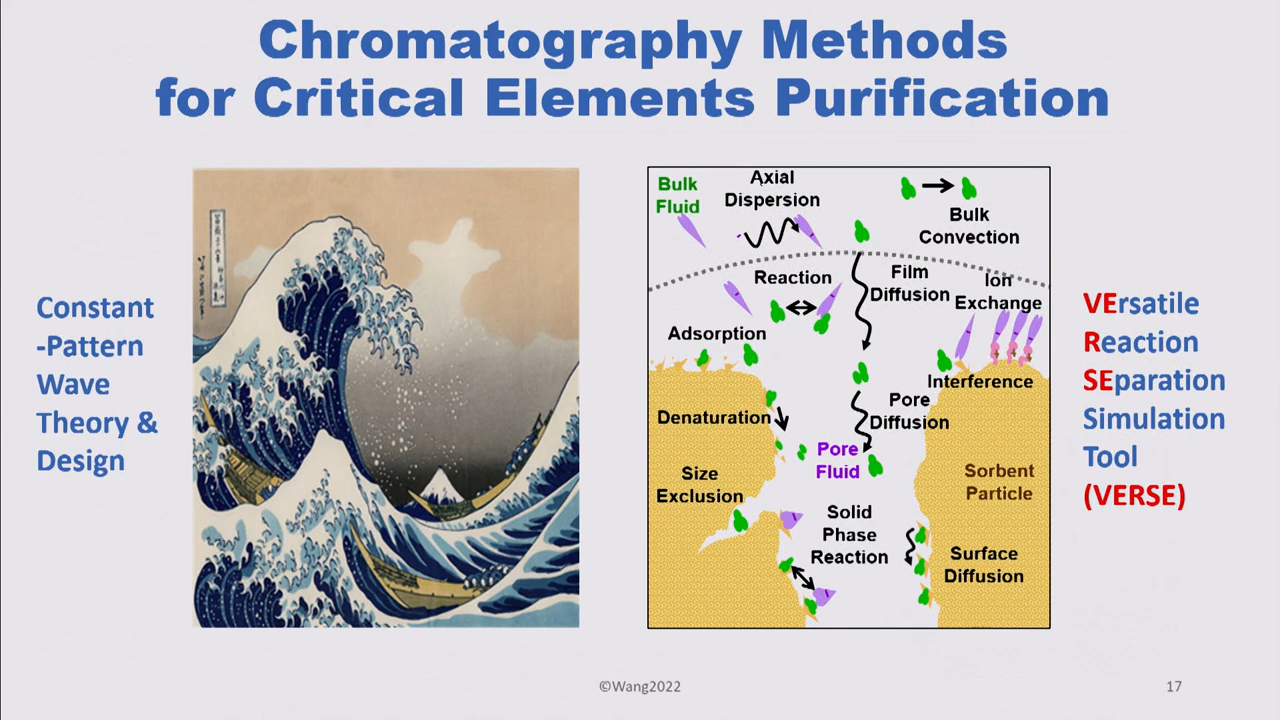 Chromatography Methods
for Critical Elements Purification
Constant
-Pattern
Wave
Theory &
Design
Bulk
Fluid
Axial
Dispersion
Bulk
Convection
Reaction
Film
Diffusion
Ion
Exchange
Adsorption
Interference
Denaturation
Pore
Diffusion
Pore
Fluid
Size
Exclusion
Sorbent
Particle
Solid
Phase
Reaction
Surface
Diffusion
VErsatile
Reaction
SEparation
Simulation
Tool
(VERSE)
©Wang2022
17